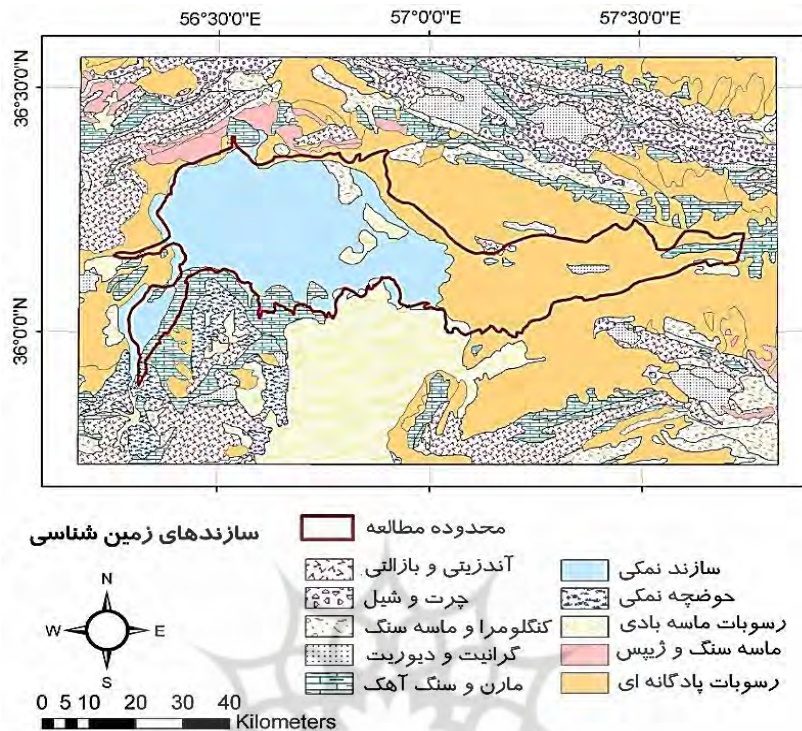 56°30'0"E 57°0'0"E 57°30'0"E
36°30'0"N
36°0'0"N
سازندهای زمین شناسی
محدوده مطالعه
آندزیتی و بازالتی
چرت و شیل
کنگلومرا و ماسه سنگ
گرانیت و دیوریت
مارن و سنگ آهک
سازند نمکی
حوضچه نمکی
رسوبات ماسه بادی
ماسه سنگ و ژیپس
رسوبات پادگانه ای
N
W E
S
0 5 10 20 30 40
Kilometers